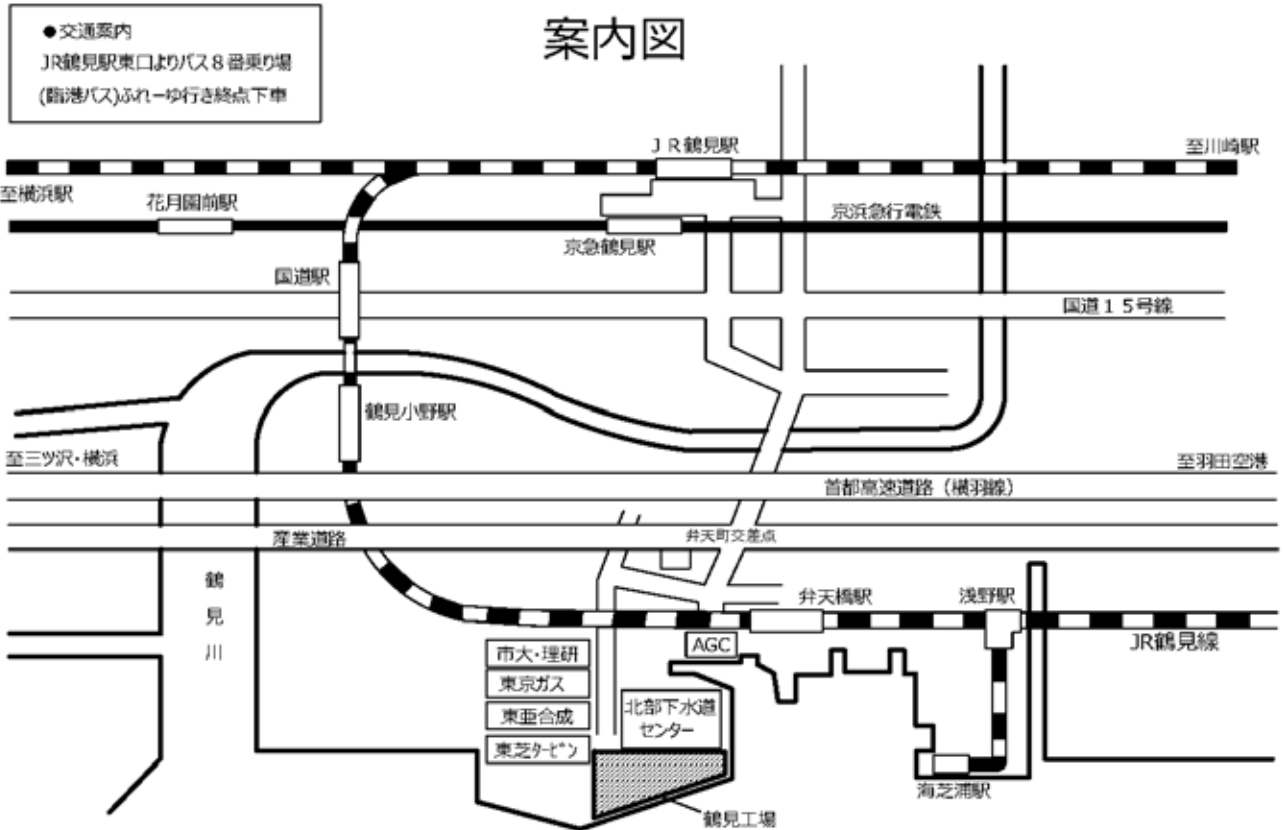 案内図
●交通案内
JR鶴見駅東口よりバス８番乗り場
(臨港バス)ふれーゆ行き終点下車
ＪＲ鶴見駅
至川崎駅
至横浜駅
花月園前駅
京浜急行電鉄
京急鶴見駅
国道駅
国道１５号線
鶴見小野駅
至三ツ沢・横浜
至羽田空港
首都高速道路（横羽線）
産業道路
弁天町交差点
鶴見川
弁天橋駅
浅野駅
JR鶴見線
市大・理研
AGC
東京ガス
東亜合成
北部下水道
センター
東芝ﾀｰﾋﾞﾝ
海芝浦駅
鶴見工場